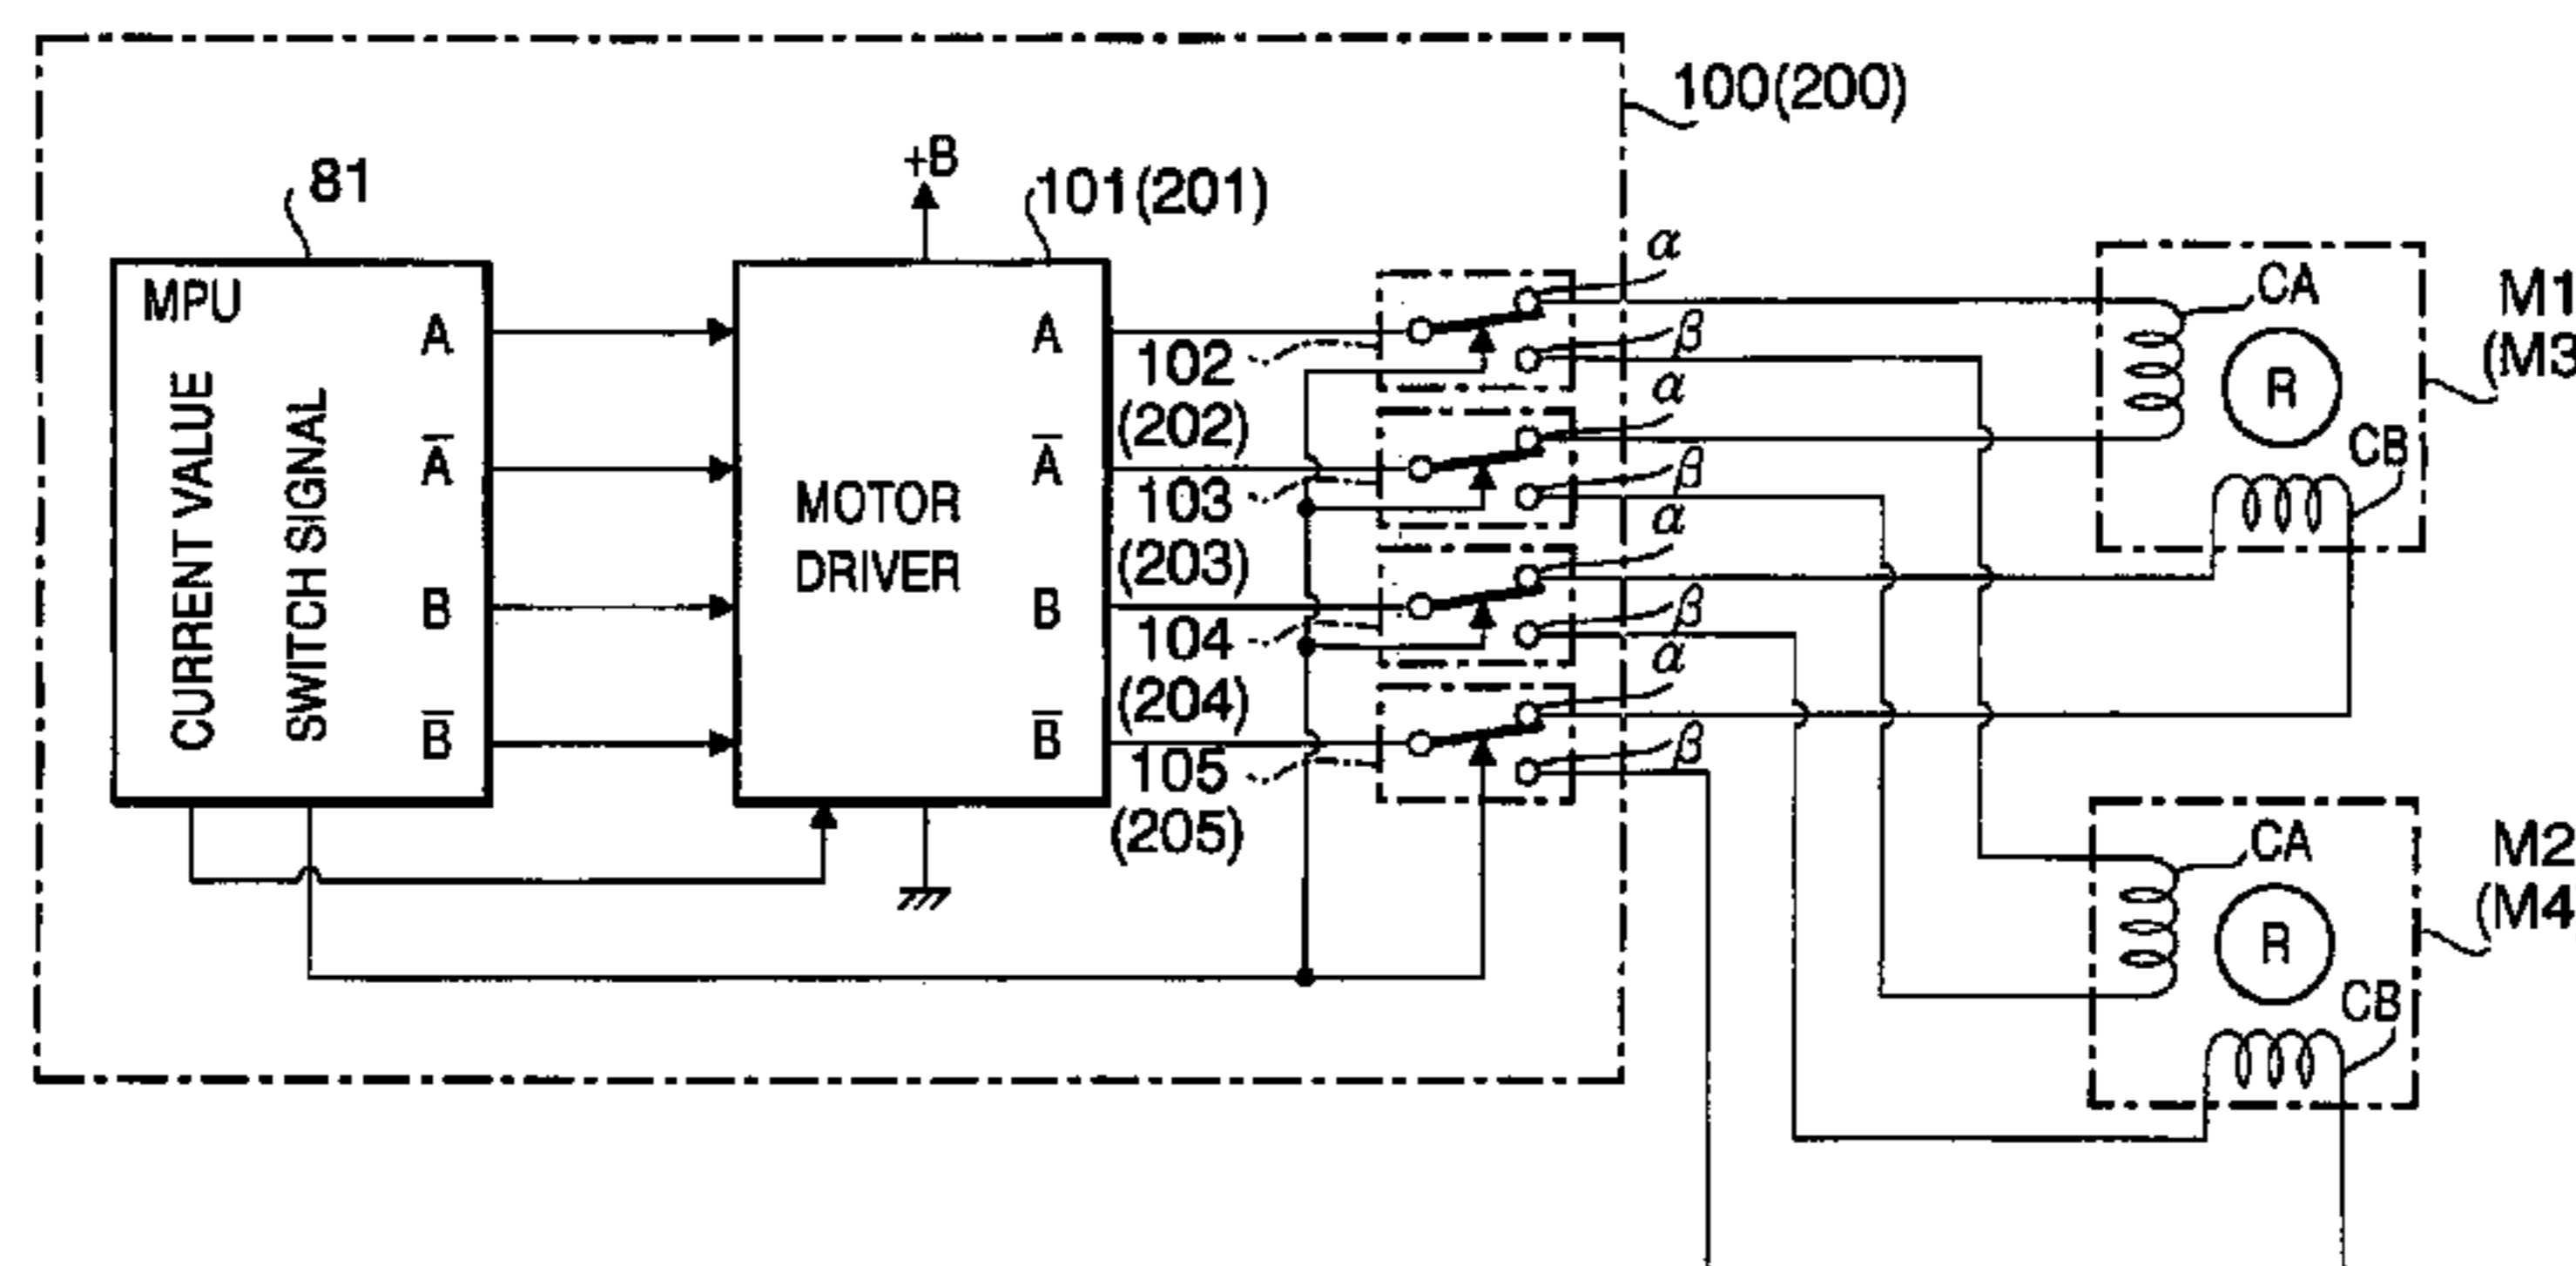 100(200)
81
+B
101(201)
MPU
CURRENT VALUE
SWITCH SIGNAL
A
A̅
B
B̅
MOTOR
DRIVER
A
A̅
B
B̅
102
(202)
103
(203)
104
(204)
105
(205)
α
β
α
β
α
β
α
β
CA
R
CB
M1
(M3
CA
R
CB
M2
(M4